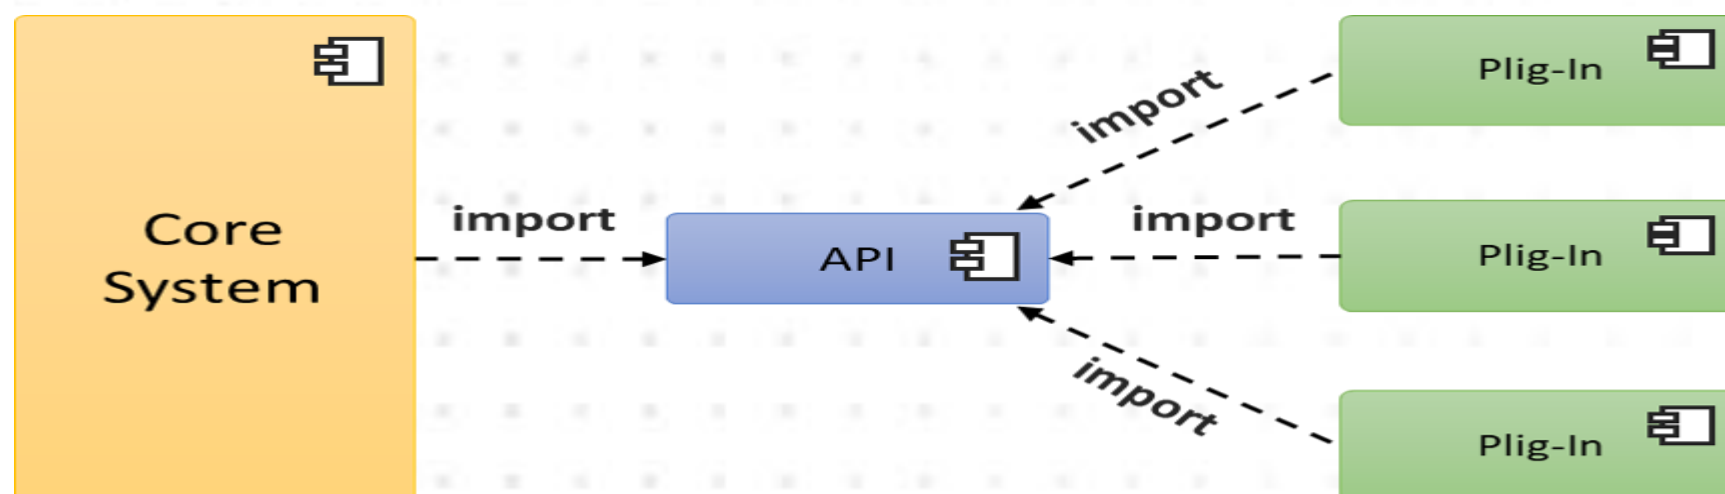 Core
System
import
API
import
import
import
Plig-In
Plig-In
Plig-In